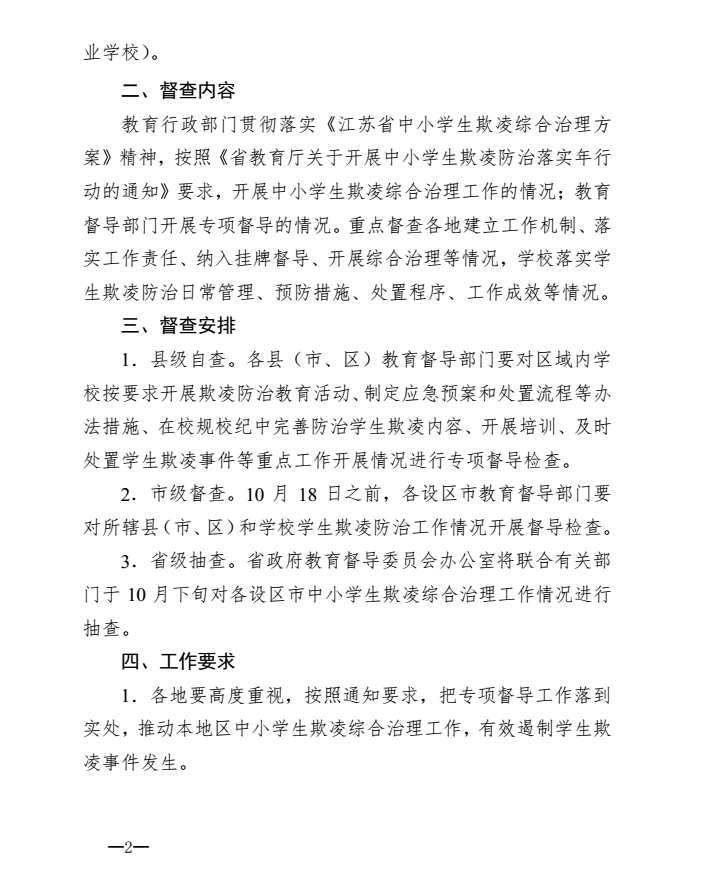 业学校）。
二、督查内容
教育行政部门贯彻落实《江苏省中小学生欺凌综合治理方
案》精神，按照《省教育厅关于开展中小学生欺凌防治落实年行
动的通知》要求，开展中小学生欺凌综合治理工作的情况；教育
督导部门开展专项督导的情况。重点督查各地建立工作机制、落
实工作责任、纳入挂牌督导、开展综合治理等情况，学校落实学
生欺凌防治日常管理、预防措施、处置程序、工作成效等情况。
三、督查安排
1．县级自查。各县（市、区）教育督导部门要对区域内学
校按要求开展欺凌防治教育活动、制定应急预案和处置流程等办
法措施、在校规校纪中完善防治学生欺凌内容、开展培训、及时
处置学生欺凌事件等重点工作开展情况进行专项督导检查。
2．市级督查。10 月 18 日之前，各设区市教育督导部门要
对所辖县（市、区）和学校学生欺凌防治工作情况开展督导检查。
3．省级抽查。省政府教育督导委员会办公室将联合有关部
门于 10 月下旬对各设区市中小学生欺凌综合治理工作情况进行
抽查。
四、工作要求
1．各地要高度重视，按照通知要求，把专项督导工作落到
实处，推动本地区中小学生欺凌综合治理工作，有效遏制学生欺
凌事件发生。
—2—